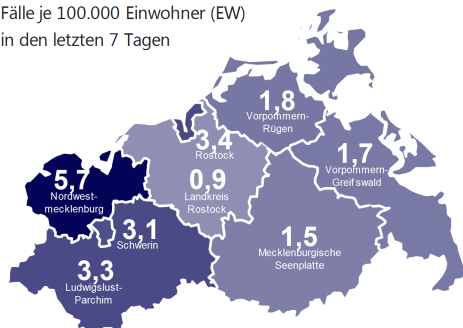 Fälle je 100.000 Einwohner (EW)
in den letzten 7 Tagen
1,8
Vorpommern-
Rügen
3,4
Rostock
1,7
Vorpommern-
Greifswald
5,7
Nordwest-
mecklenburg
0,9
Landkreis
Rostock
3,1
Schwerin
1,5
Mecklenburgische
Seenplatte
3,3
Ludwigslust-
Parchim